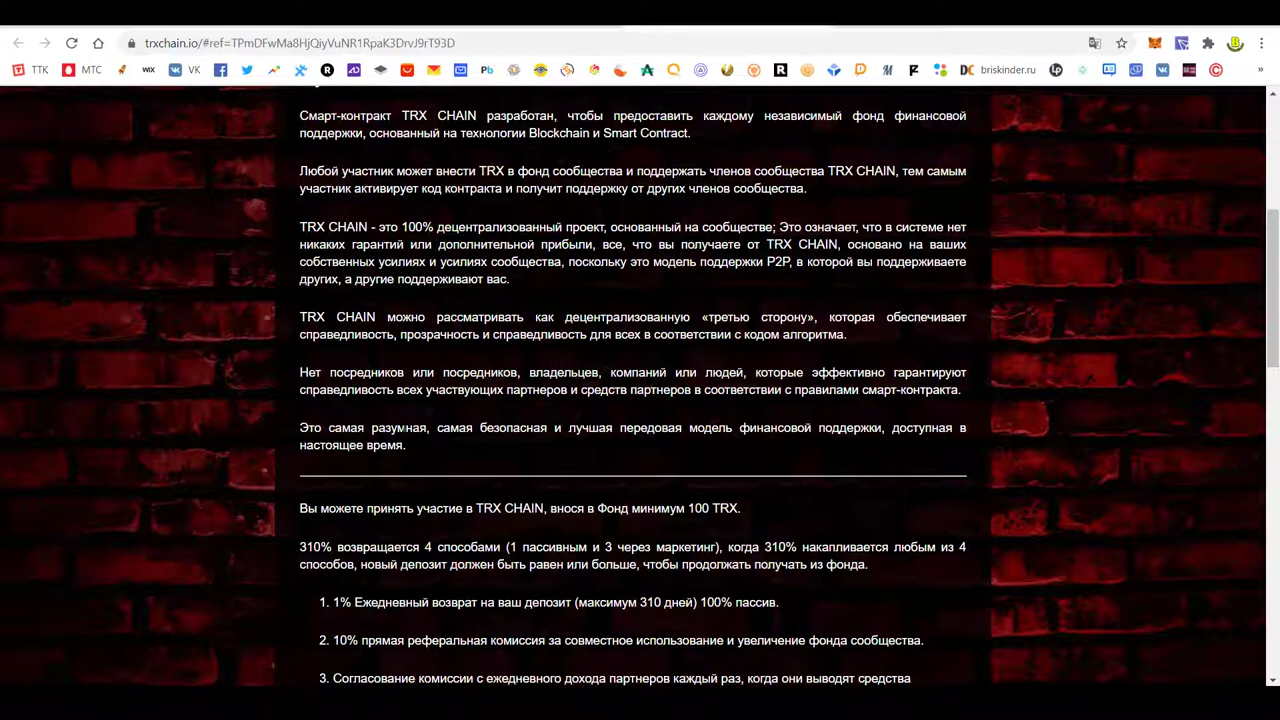 trxchain.io/#ref=TPmDFwMa8HjQiyVuNR1RpaK3DrvJ9rT93D
ТТК МТС WIX VK Pb briskinder.ru Lp
Смарт-контракт TRX CHAIN разработан, чтобы предоставить каждому независимый фонд финансовой
поддержки, основанный на технологии Blockchain и Smart Contract.
Любой участник может внести TRX в фонд сообщества и поддержать членов сообщества TRX CHAIN, тем самым
участник активирует код контракта и получит поддержку от других членов сообщества.
TRX CHAIN - это 100% децентрализованный проект, основанный на сообществе; Это означает, что в системе нет
никаких гарантий или дополнительной прибыли, все, что вы получаете от TRX CHAIN, основано на ваших
собственных усилиях и усилиях сообщества, поскольку это модель поддержки P2P, в которой вы поддерживаете
других, а другие поддерживают вас.
TRX CHAIN можно рассматривать как децентрализованную «третью сторону», которая обеспечивает
справедливость, прозрачность и справедливость для всех в соответствии с кодом алгоритма.
Нет посредников или посредников, владельцев, компаний или людей, которые эффективно гарантируют
справедливость всех участвующих партнеров и средств партнеров в соответствии с правилами смарт-контракта.
Это самая разумная, самая безопасная и лучшая передовая модель финансовой поддержки, доступная в
настоящее время.
Вы можете принять участие в TRX CHAIN, внося в Фонд минимум 100 TRX.
310% возвращается 4 способами (1 пассивным и 3 через маркетинг), когда 310% накапливается любым из 4
способов, новый депозит должен быть равен или больше, чтобы продолжать получать из фонда.
1. 1% Ежедневный возврат на ваш депозит (максимум 310 дней) 100% пассив.
2. 10% прямая реферальная комиссия за совместное использование и увеличение фонда сообщества.
3. Согласование комиссии с ежедневного дохода партнеров каждый раз, когда они выводят средства